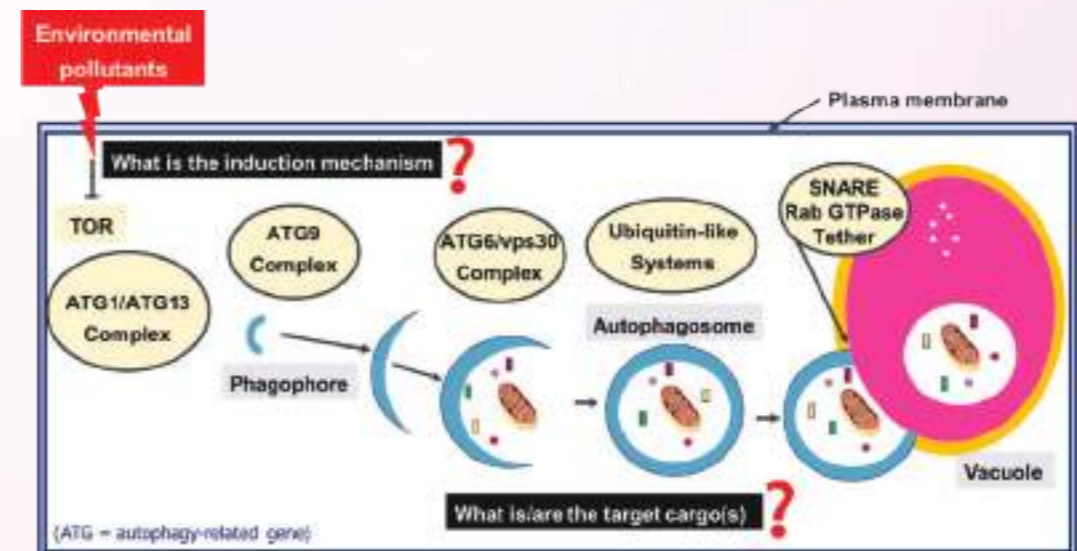 Environmental
pollutants
Plasma membrane
What is the induction mechanism ?
TOR
ATG1/ATG13
Complex
ATG9
Complex
ATG6/vps30
Complex
Ubiquitin-like
Systems
SNARE
Rab GTPase
Tether
Phagophore
Autophagosome
Vacuole
What is/are the target cargo(s) ?
(ATG = autophagy-related gene)